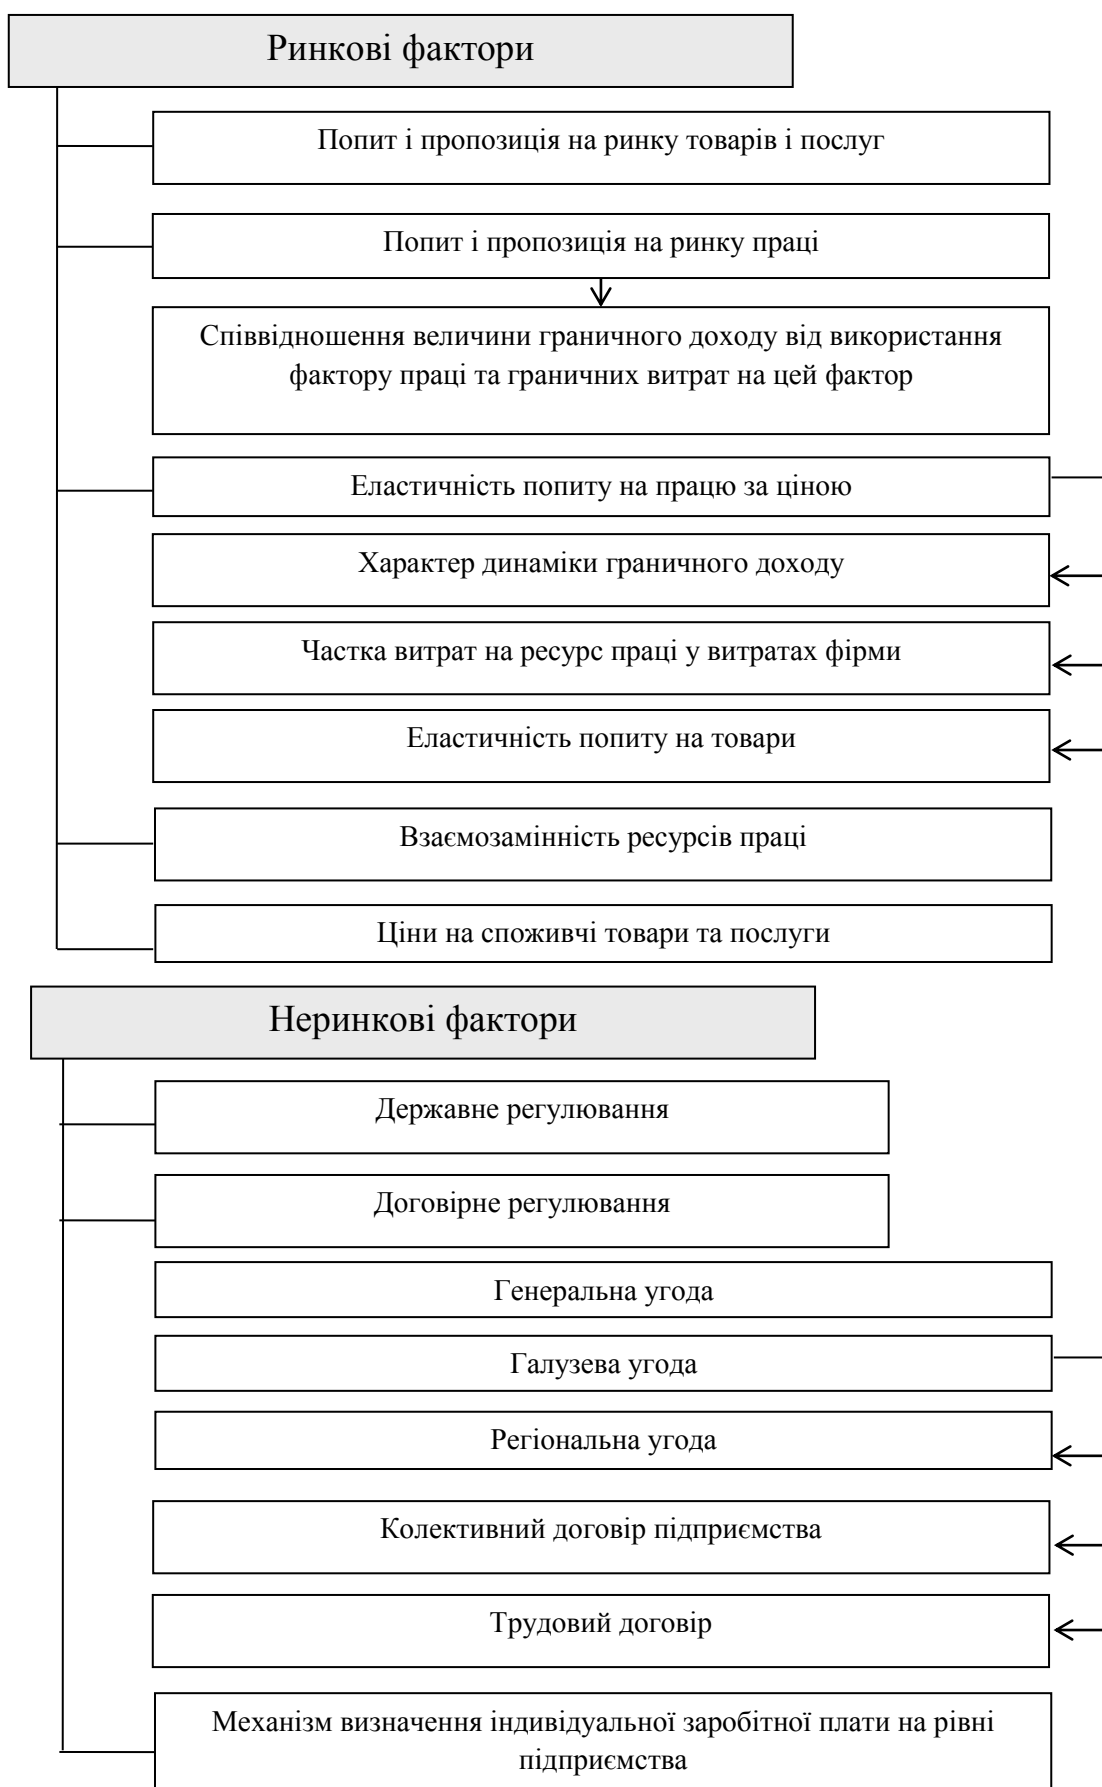 Ринкові фактори
Попит і пропозиція на ринку товарів і послуг
Попит і пропозиція на ринку праці
Співвідношення величини граничного доходу від використання
фактору праці та граничних витрат на цей фактор
Еластичність попиту на працю за ціною
Характер динаміки граничного доходу
Частка витрат на ресурс праці у витратах фірми
Еластичність попиту на товари
Взаємозамінність ресурсів праці
Ціни на споживчі товари та послуги
Неринкові фактори
Державне регулювання
Договірне регулювання
Генеральна угода
Галузева угода
Регіональна угода
Колективний договір підприємства
Трудовий договір
Механізм визначення індивідуальної заробітної плати на рівні
підприємства